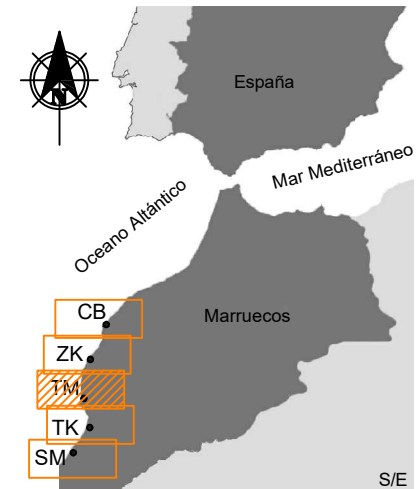 España
N
Mar Mediterráneo
Oceano Altántico
CB
Marruecos
ZK
TM
TK
SM
S/E